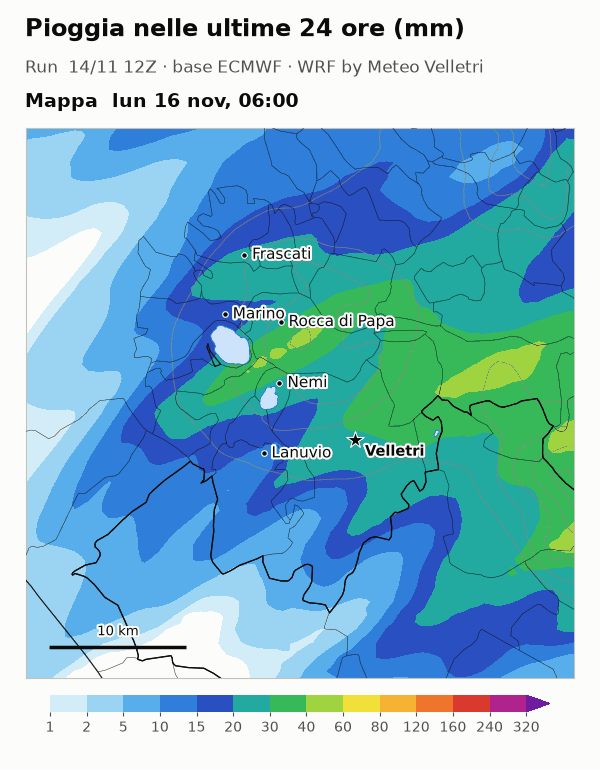 Pioggia nelle ultime 24 ore (mm)
Run 14/11 12Z · base ECMWF · WRF by Meteo Velletri
Mappa lun 16 nov, 06:00
Frascati
Marino
Rocca di Papa
Nemi
Velletri
Lanuvio
10 km
1 2 5 10 15 20 30 40 60 80 120 160 240 320